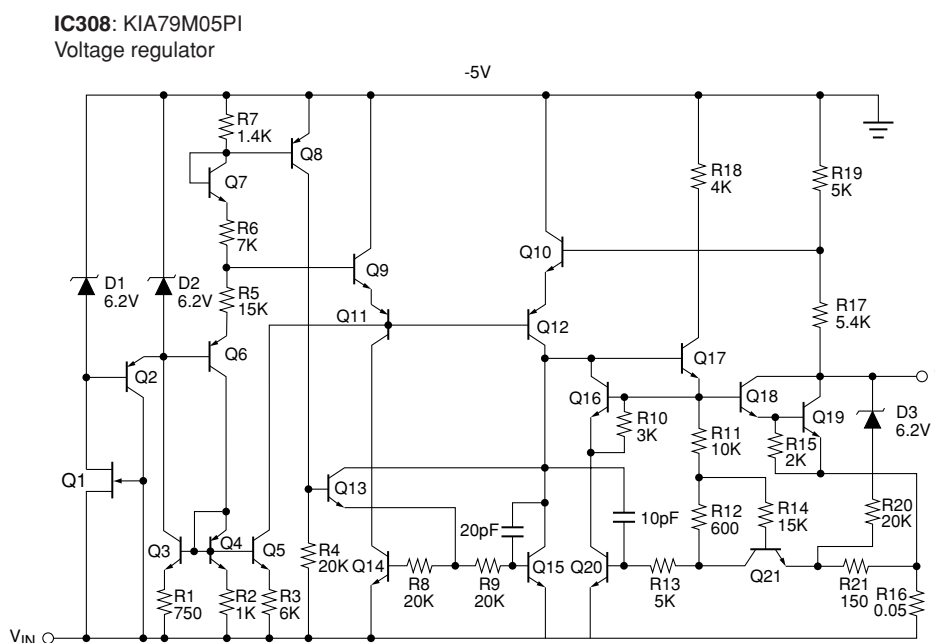 IC308: KIA79M05PI
Voltage regulator
-5V
R7
1.4K
Q8
Q7
R18
4K
R19
5K
R6
7K
Q10
Q9
D1
6.2V
D2
6.2V
R5
15K
Q11
Q12
R17
5.4K
Q2
Q6
Q17
Q16
Q18
Q19
D3
6.2V
R10
3K
R11
10K
R15
2K
Q1
Q13
20pF
10pF
R12
600
R14
15K
R20
20K
Q3
Q4
Q5
R4
20K
Q14
R8
20K
R9
20K
Q15
Q20
R13
5K
Q21
R21
150
R16
0.05
R1
750
R2
1K
R3
6K
VIN